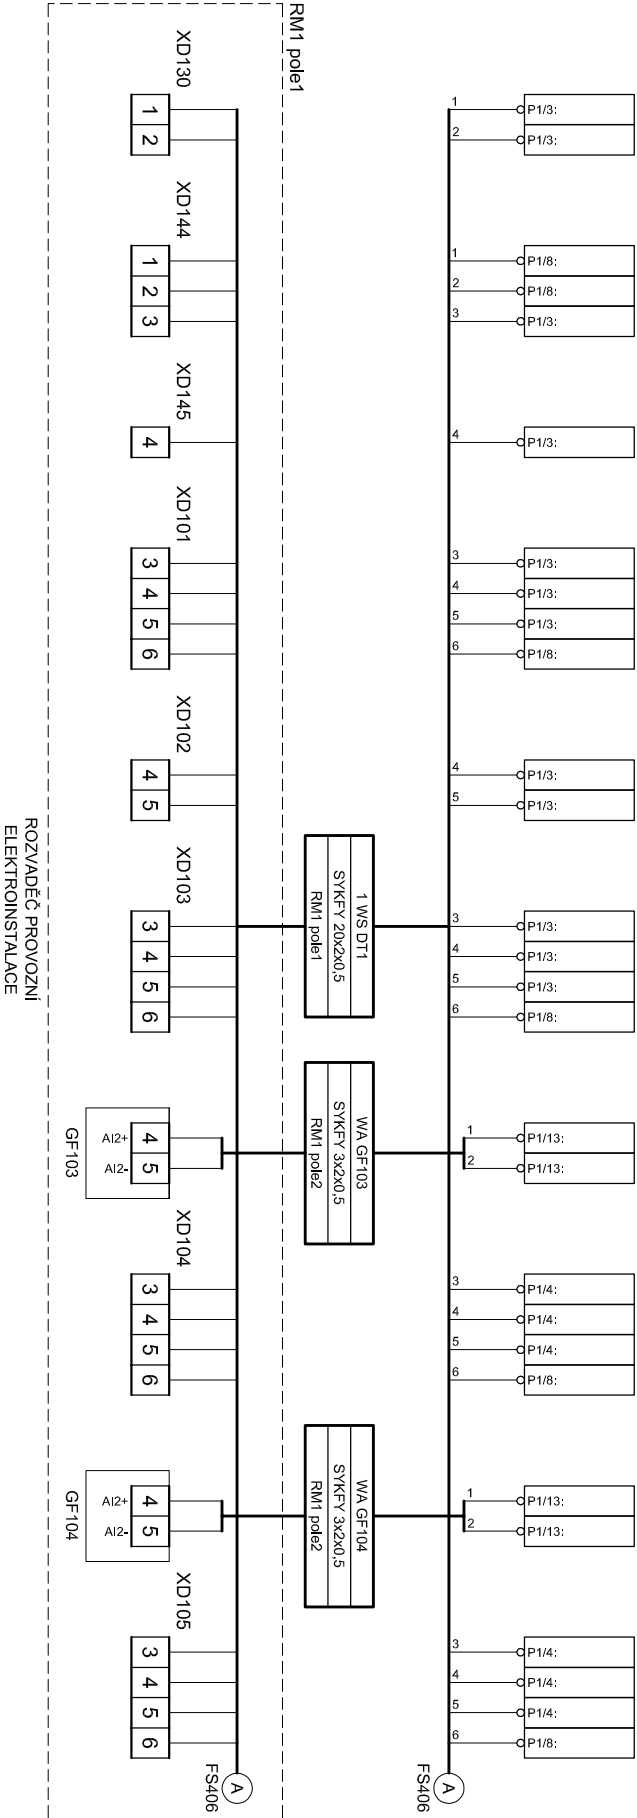 RM1 pole1
XD130
1
2
1
P1/3:
2
P1/3:
XD144
1
2
3
1
P1/8:
2
P1/8:
3
P1/3:
XD145
4
4
P1/3:
XD101
3
4
5
6
3
P1/3:
4
P1/3:
5
P1/3:
6
P1/8:
XD102
4
5
4
P1/3:
5
P1/3:
XD103
3
4
5
6
1 WS DT1
SYKFY 20x2x0,5
RM1 pole1
3
P1/3:
4
P1/3:
5
P1/3:
6
P1/8:
GF103
AI2+
4
AI2-
5
WA GF103
SYKFY 3x2x0,5
RM1 pole2
1
P1/13:
2
P1/13:
XD104
3
4
5
6
3
P1/4:
4
P1/4:
5
P1/4:
6
P1/8:
GF104
AI2+
4
AI2-
5
WA GF104
SYKFY 3x2x0,5
RM1 pole2
1
P1/13:
2
P1/13:
XD105
3
4
5
6
3
P1/4:
4
P1/4:
5
P1/4:
6
P1/8:
A
FS406
A
FS406
ROZVADĚČ PROVOZNÍ
ELEKTROINSTALACE